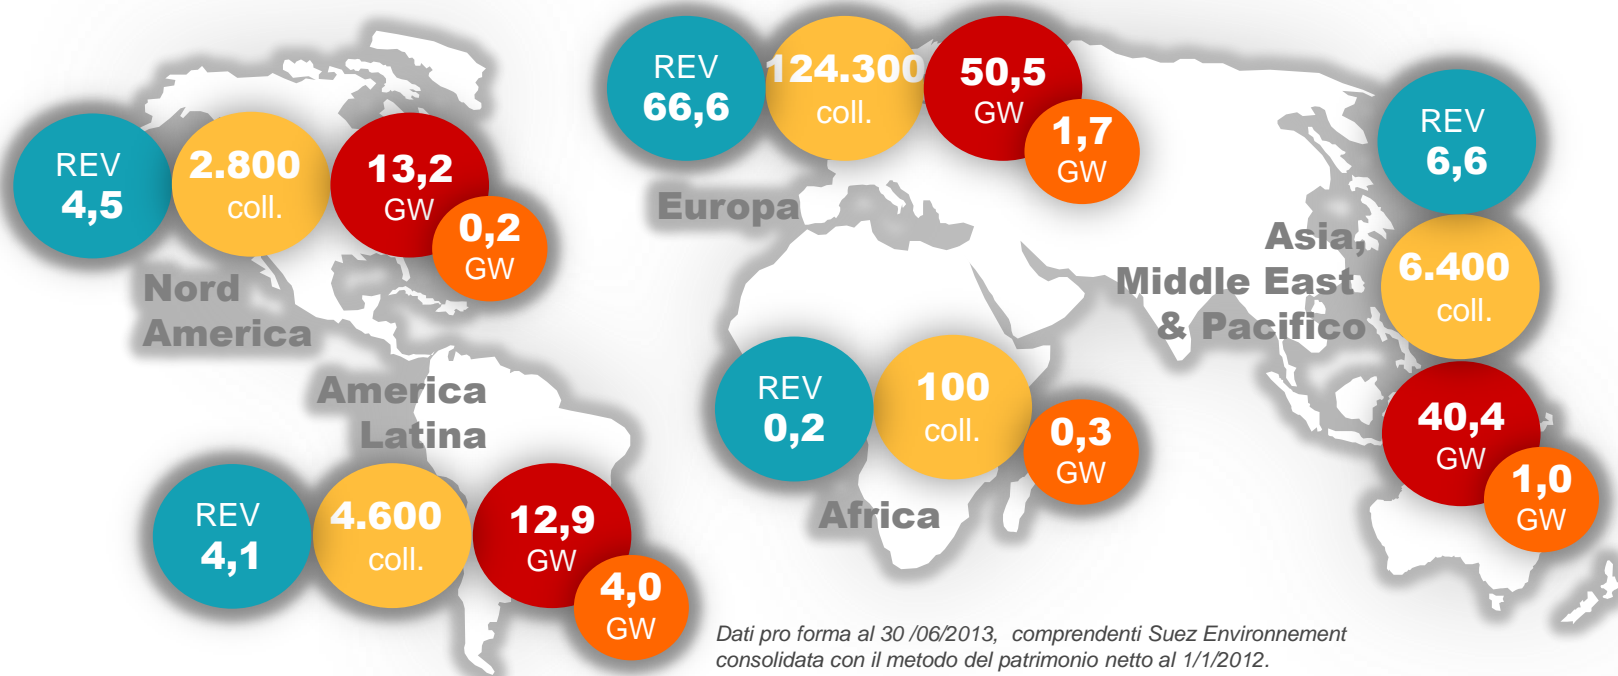 REV
4,5
2.800
coll.
13,2
GW
0,2
GW
Nord
America
REV
66,6
124.300
coll.
50,5
GW
1,7
GW
Europa
REV
6,6
6.400
coll.
40,4
GW
1,0
GW
Asia,
Middle East
& Pacifico
America
Latina
REV
4,1
4.600
coll.
12,9
GW
4,0
GW
REV
0,2
100
coll.
0,3
GW
Africa
Dati pro forma al 30 /06/2013, comprendenti Suez Environnement
consolidata con il metodo del patrimonio netto al 1/1/2012.